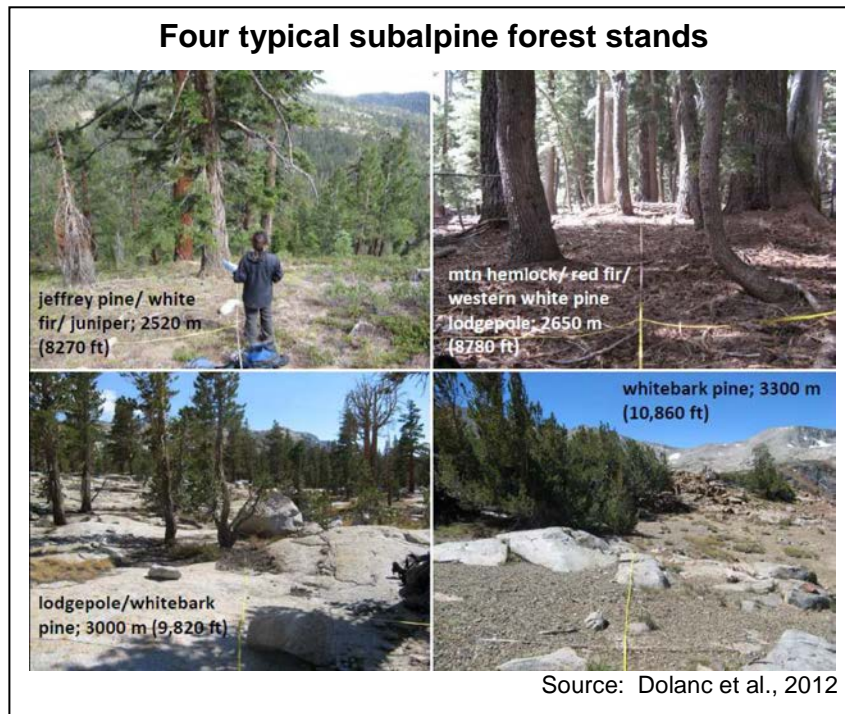 Four typical subalpine forest stands
jeffrey pine/ white
fir/ juniper; 2520 m
(8270 ft)
mtn hemlock/ red fir/
western white pine
lodgepole; 2650 m
(8780 ft)
lodgepole/whitebark
pine; 3000 m (9,820 ft)
whitebark pine; 3300 m
(10,860 ft)
Source: Dolanc et al., 2012